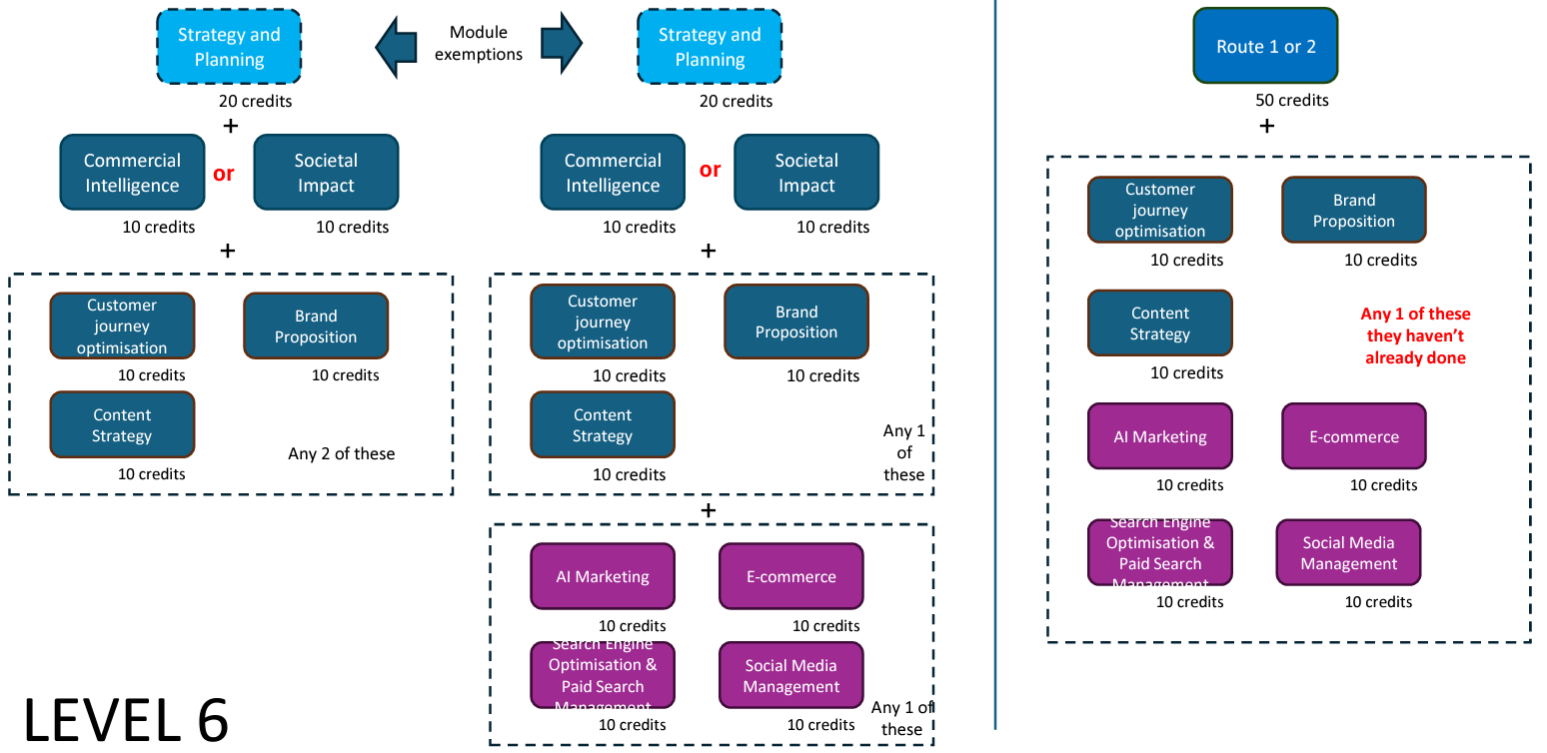 Strategy and
Planning
20 credits
+
Commercial
Intelligence
or
Societal
Impact
10 credits
10 credits
+
Customer
journey
optimisation
Brand
Proposition
10 credits
10 credits
Content
Strategy
10 credits
Any 2 of these
Module
exemptions
Strategy and
Planning
20 credits
Commercial
Intelligence
or
Societal
Impact
10 credits
10 credits
+
Customer
journey
optimisation
Brand
Proposition
10 credits
10 credits
Content
Strategy
10 credits
Any 1
of
these
+
AI Marketing
E-commerce
10 credits
10 credits
Search Engine
Optimisation &
Paid Search
Management
Social Media
Management
10 credits
10 credits
Any 1 of
these
LEVEL 6
Route 1 or 2
50 credits
+
Customer
journey
optimisation
Brand
Proposition
10 credits
10 credits
Content
Strategy
10 credits
Any 1 of these
they haven't
already done
AI Marketing
E-commerce
10 credits
10 credits
Search Engine
Optimisation &
Paid Search
Management
Social Media
Management
10 credits
10 credits